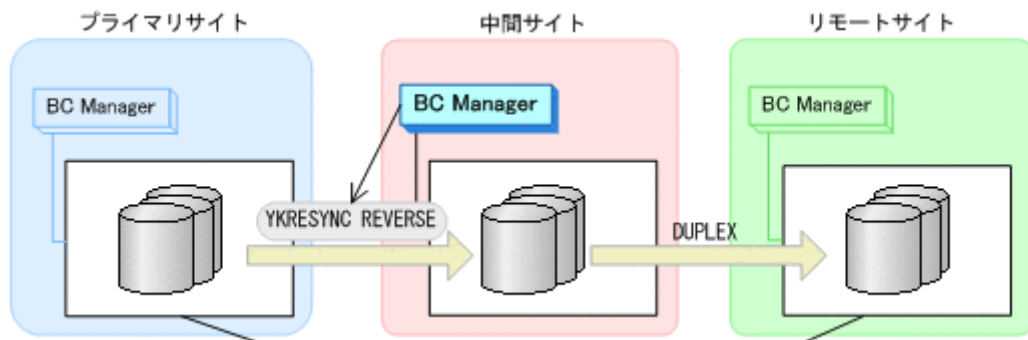 プライマリサイト
中間サイト
リモートサイト
BC Manager
BC Manager
BC Manager
YKRESYNC REVERSE
DUPLEX